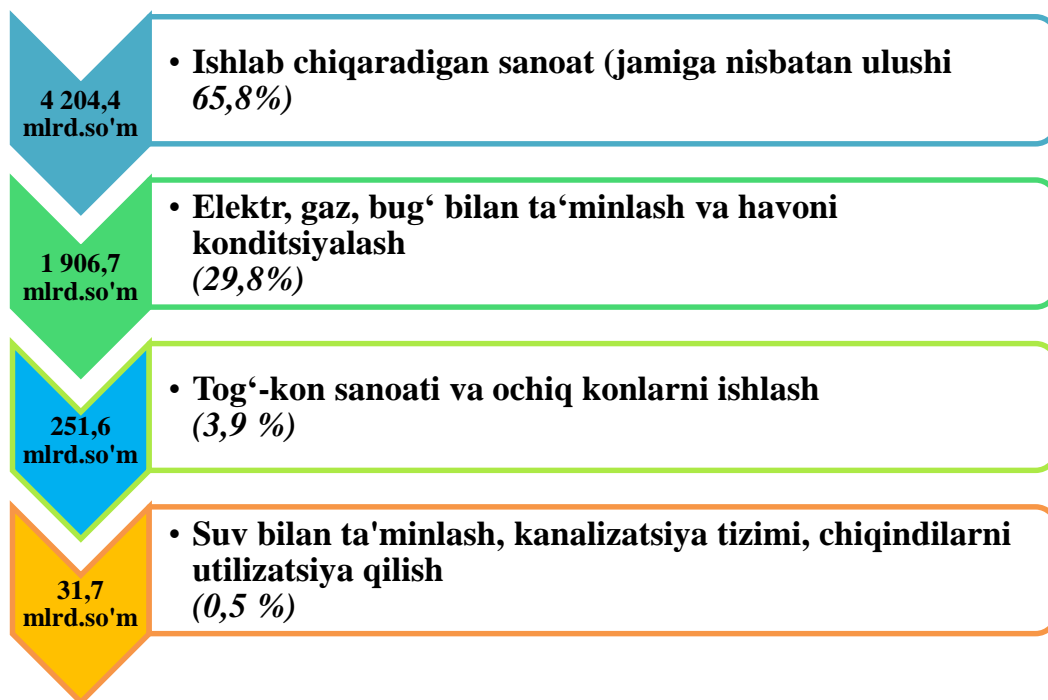 4 204,4
mlrd.so'm
• Ishlab chiqaradigan sanoat (jamiga nisbatan ulushi
65,8%)
1 906,7
mlrd.so'm
• Elektr, gaz, bug‘ bilan ta‘minlash va havoni
konditsiyalash
(29,8%)
251,6
mlrd.so'm
• Tog‘-kon sanoati va ochiq konlarni ishlash
(3,9 %)
31,7
mlrd.so'm
• Suv bilan ta'minlash, kanalizatsiya tizimi, chiqindilarni
utilizatsiya qilish
(0,5 %)